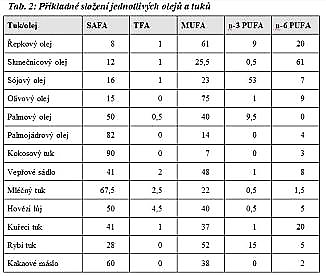 Tab. 2: Příkladné složení jednotlivých olejů a tuků
Tuk/olej SAFA TFA MUFA n-3 PUFA n-6 PUFA
Řepkový olej 8 1 61 9 20
Slunečnicový olej 12 1 25,5 0,5 61
Sójový olej 16 1 23 53 7
Olivový olej 15 0 75 1 9
Palmový olej 50 0,5 40 9,5 0
Palmojádrový olej 82 0 14 0 4
Kokosový tuk 90 0 7 0 3
Vepřové sádlo 41 2 48 1 8
Mléčný tuk 67,5 2,5 22 0,5 1,5
Hovězí lůj 50 4,5 40 0,5 5
Kuřecí tuk 41 1 37 1 20
Rybí tuk 28 0 52 15 5
Kakaové máslo 60 0 38 0 2